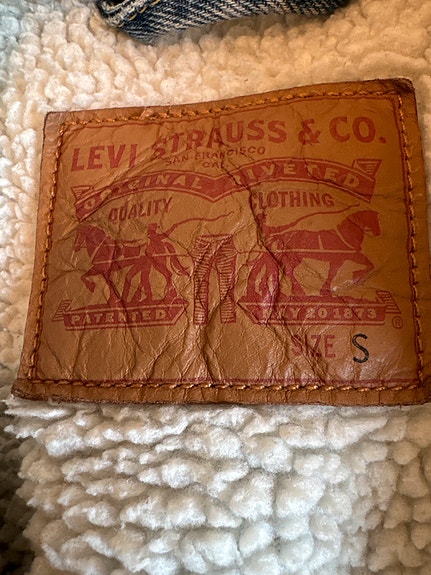 LEVI STRAUSS & CO.
SAN FRANCISCO
CAL
ORIGINAL RIVETED
QUALITY CLOTHING
PATENTED MAY 20 1873 ®
SIZE S